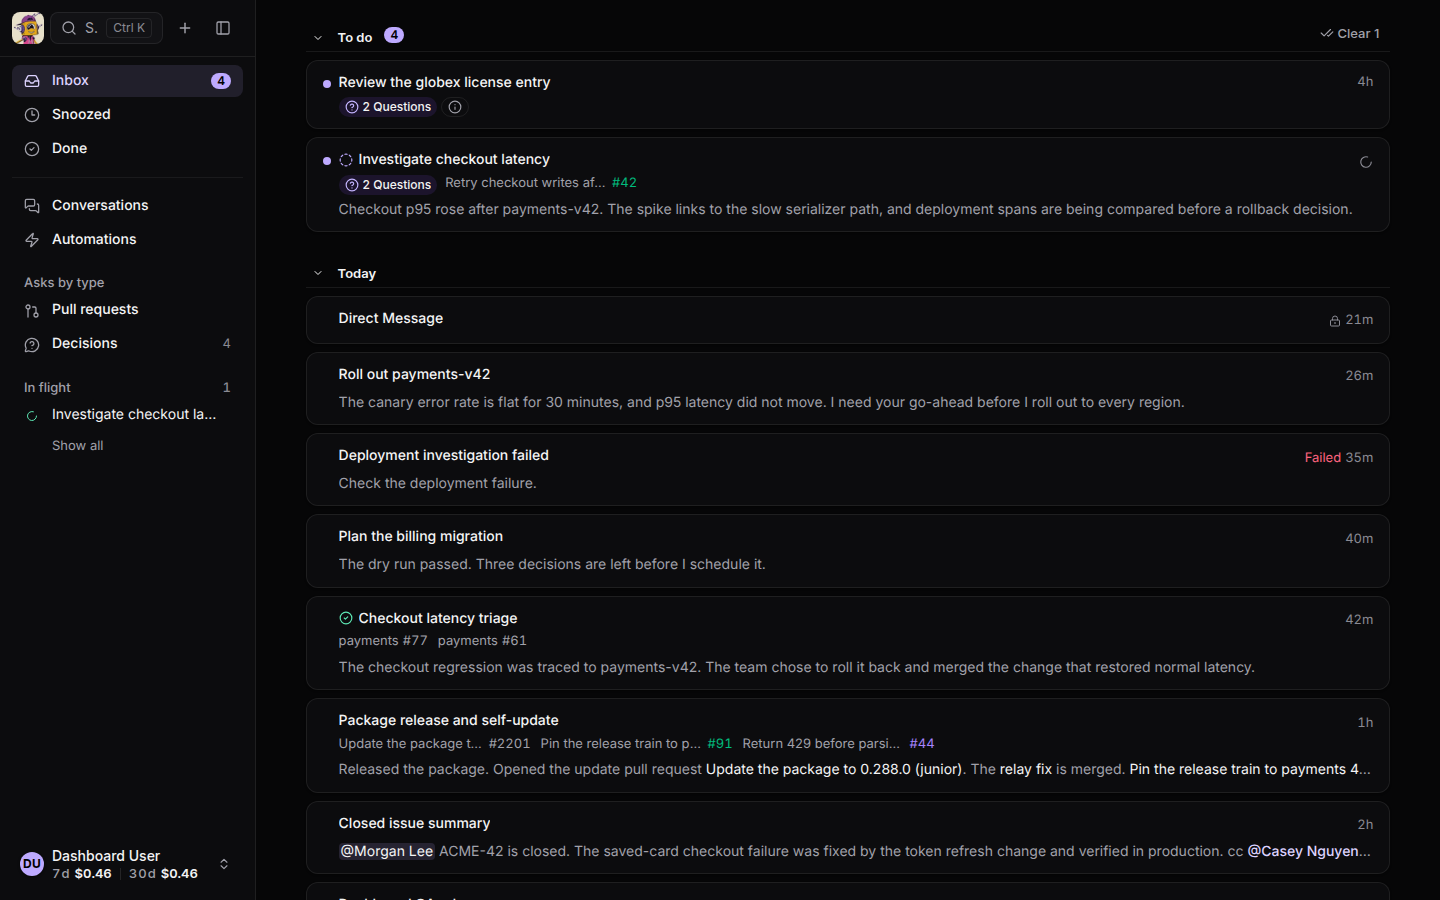 S. Ctrl K
Inbox 4
Snoozed
Done
Conversations
Automations
Asks by type
Pull requests
Decisions 4
In flight 1
Investigate checkout la...
Show all
DU Dashboard User
7d $0.46 30d $0.46
To do 4 Clear 1
Review the globex license entry 4h
2 Questions
Investigate checkout latency
2 Questions Retry checkout writes af... #42
Checkout p95 rose after payments-v42. The spike links to the slow serializer path, and deployment spans are being compared before a rollback decision.
Today
Direct Message 21m
Roll out payments-v42 26m
The canary error rate is flat for 30 minutes, and p95 latency did not move. I need your go-ahead before I roll out to every region.
Deployment investigation failed Failed 35m
Check the deployment failure.
Plan the billing migration 40m
The dry run passed. Three decisions are left before I schedule it.
Checkout latency triage 42m
payments #77 payments #61
The checkout regression was traced to payments-v42. The team chose to roll it back and merged the change that restored normal latency.
Package release and self-update 1h
Update the package t... #2201 Pin the release train to p... #91 Return 429 before parsi... #44
Released the package. Opened the update pull request Update the package to 0.288.0 (junior). The relay fix is merged. Pin the release train to payments 4...
Closed issue summary 2h
@Morgan Lee ACME-42 is closed. The saved-card checkout failure was fixed by the token refresh change and verified in production. cc @Casey Nguyen...